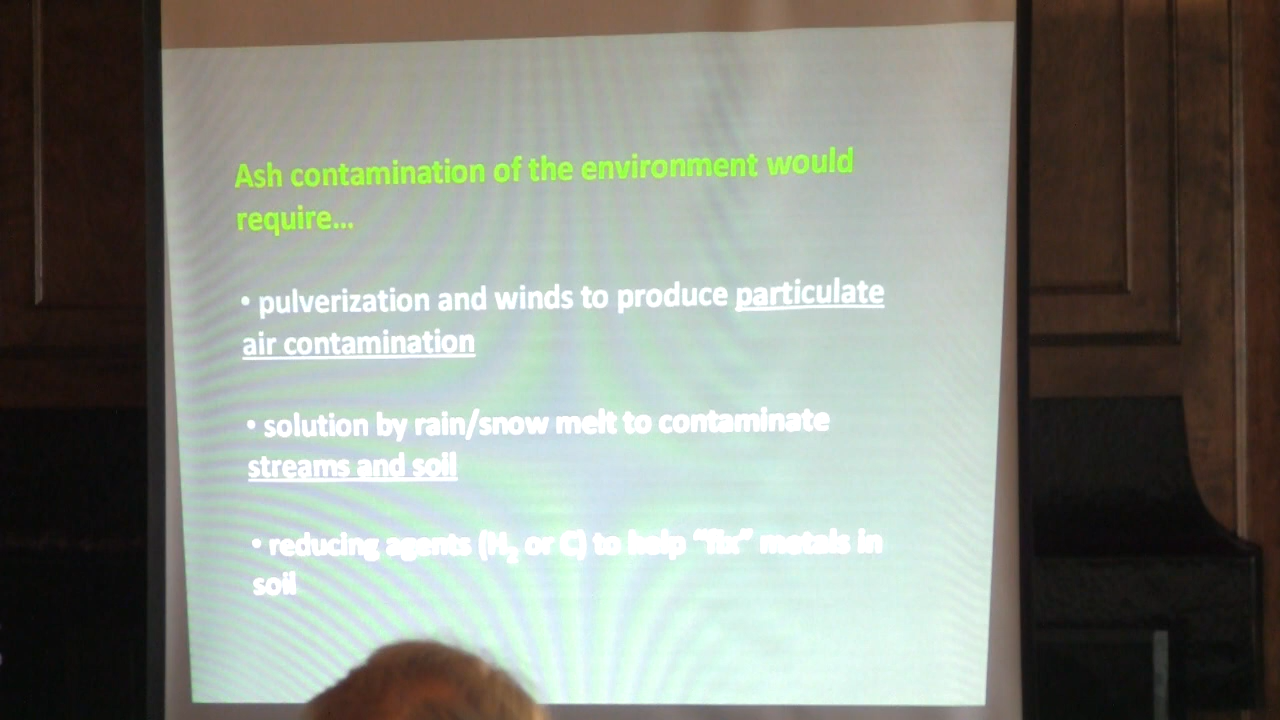 Ash contamination of the environment would
require...
• pulverization and winds to produce particulate
air contamination
• solution by rain/snow melt to contaminate
streams and soil
• reducing agents (H₂ or C) to help "fix" metals in
soil